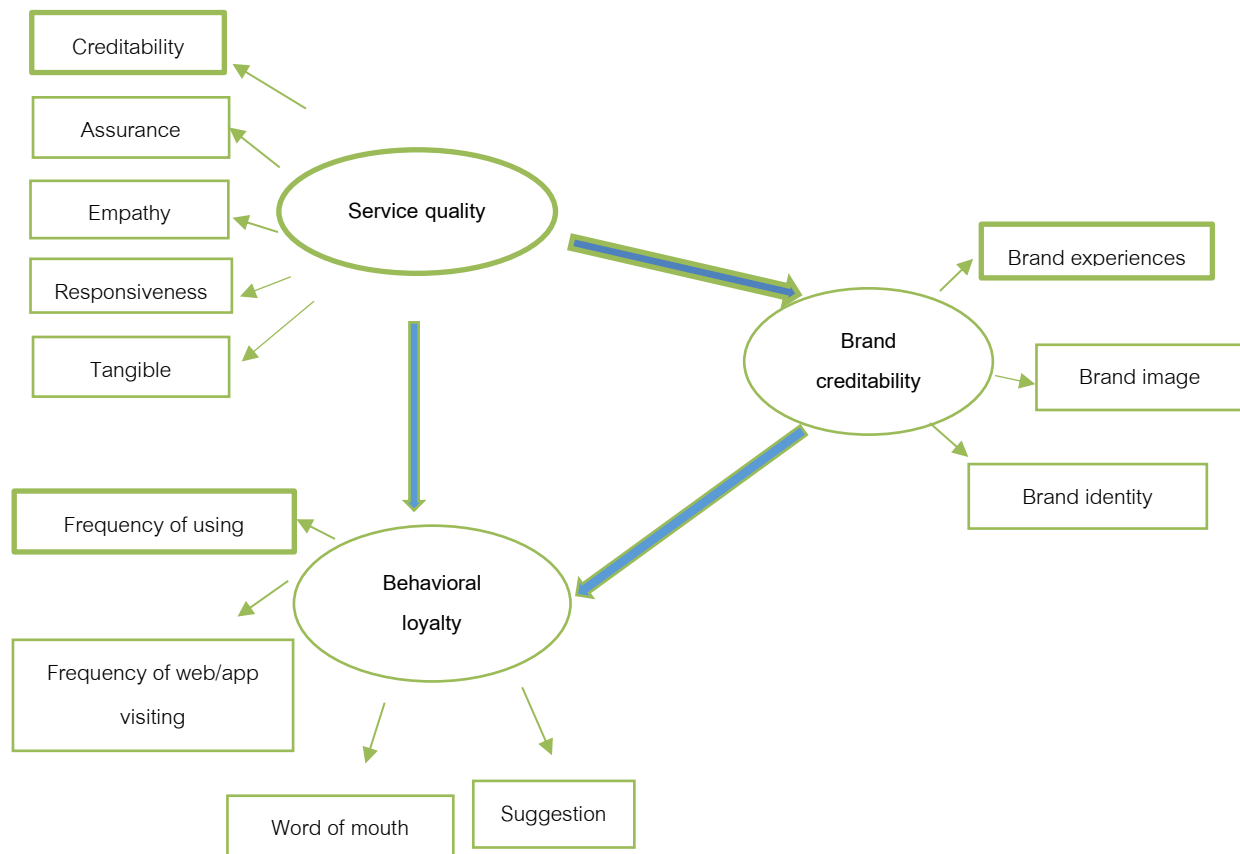 Creditability
Assurance
Empathy
Responsiveness
Tangible
Service quality
Brand experiences
Brand
creditability
Brand image
Brand identity
Frequency of using
Behavioral
loyalty
Frequency of web/app
visiting
Word of mouth
Suggestion